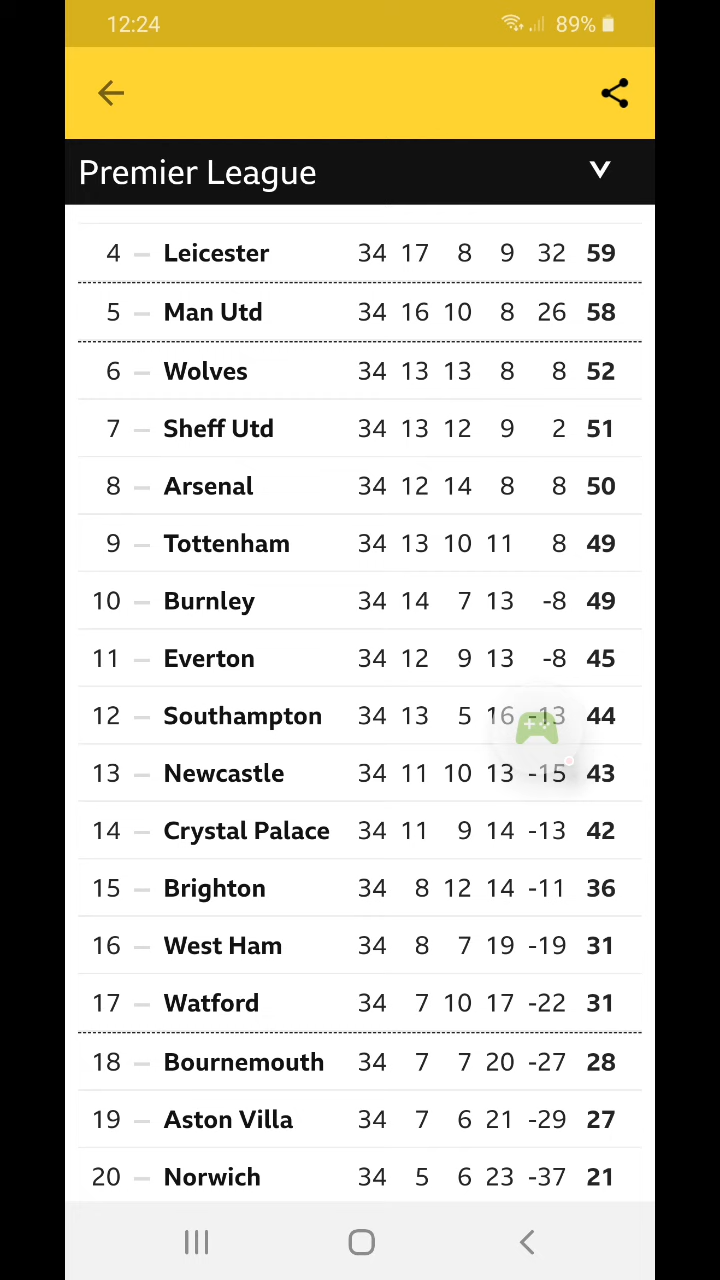 12:24 89%
Premier League
4 Leicester 34 17 8 9 32 59
5 Man Utd 34 16 10 8 26 58
6 Wolves 34 13 13 8 8 52
7 Sheff Utd 34 13 12 9 2 51
8 Arsenal 34 12 14 8 8 50
9 Tottenham 34 13 10 11 8 49
10 Burnley 34 14 7 13 -8 49
11 Everton 34 12 9 13 -8 45
12 Southampton 34 13 5 16 -13 44
13 Newcastle 34 11 10 13 -15 43
14 Crystal Palace 34 11 9 14 -13 42
15 Brighton 34 8 12 14 -11 36
16 West Ham 34 8 7 19 -19 31
17 Watford 34 7 10 17 -22 31
18 Bournemouth 34 7 7 20 -27 28
19 Aston Villa 34 7 6 21 -29 27
20 Norwich 34 5 6 23 -37 21